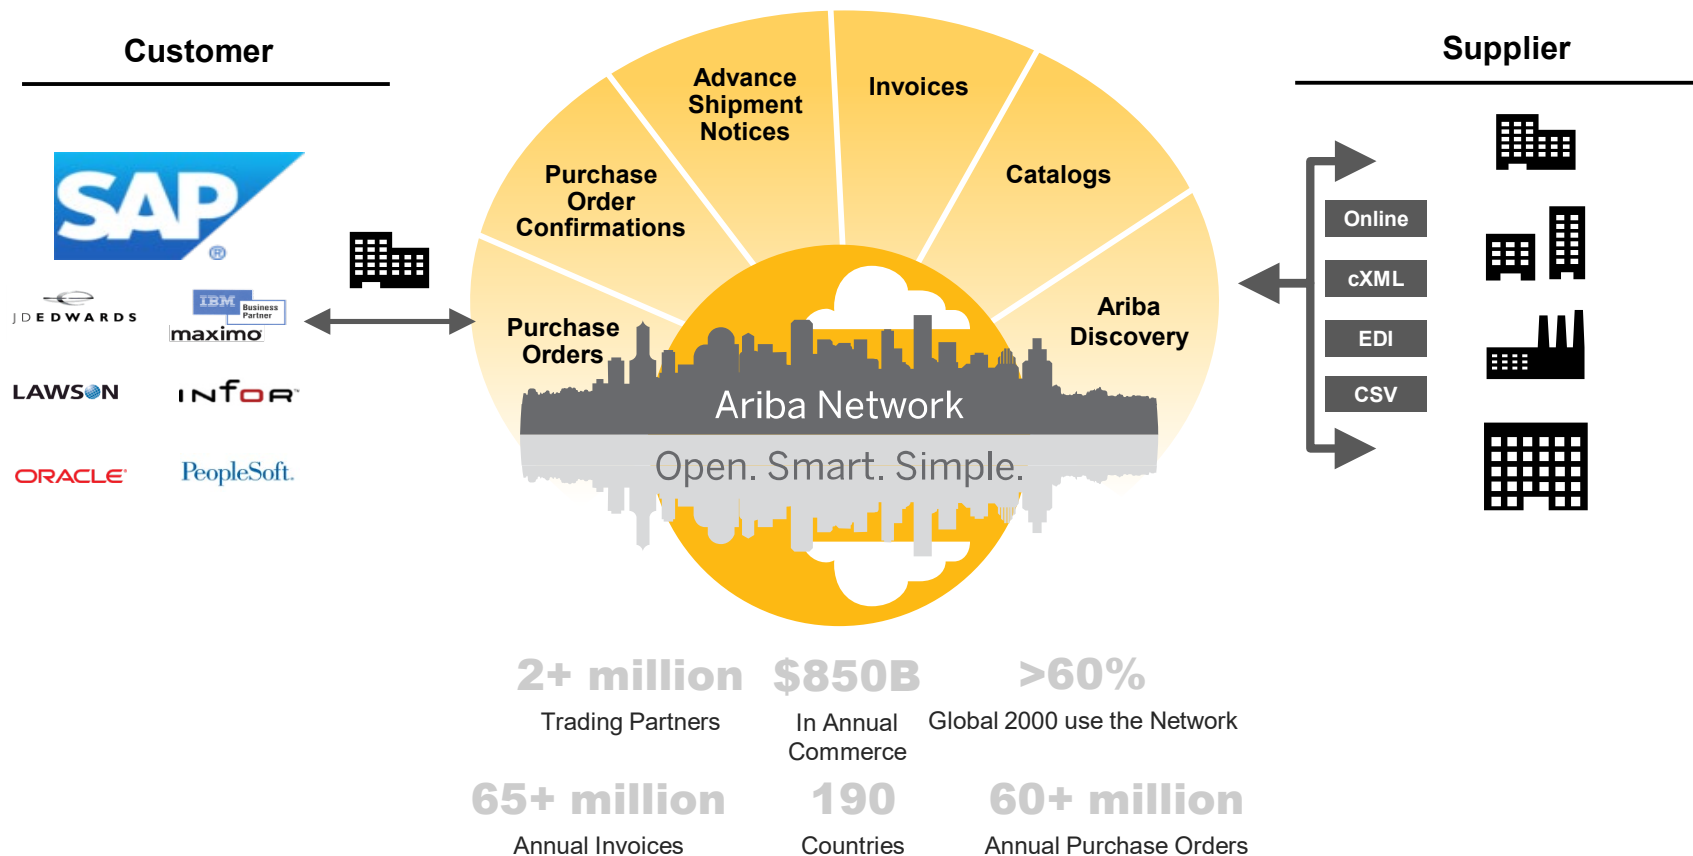 Customer
Supplier
SAP
®
JDEDWARDS
IBM
Business
Partner
maximo
LAWSON
INFOR™
ORACLE®
PeopleSoft.
Purchase
Orders
Purchase
Order
Confirmations
Advance
Shipment
Notices
Invoices
Catalogs
Ariba
Discovery
Ariba Network
Open. Smart. Simple.
Online
cXML
EDI
CSV
2+ million
Trading Partners
$850B
In Annual
Commerce
>60%
Global 2000 use the Network
65+ million
Annual Invoices
190
Countries
60+ million
Annual Purchase Orders